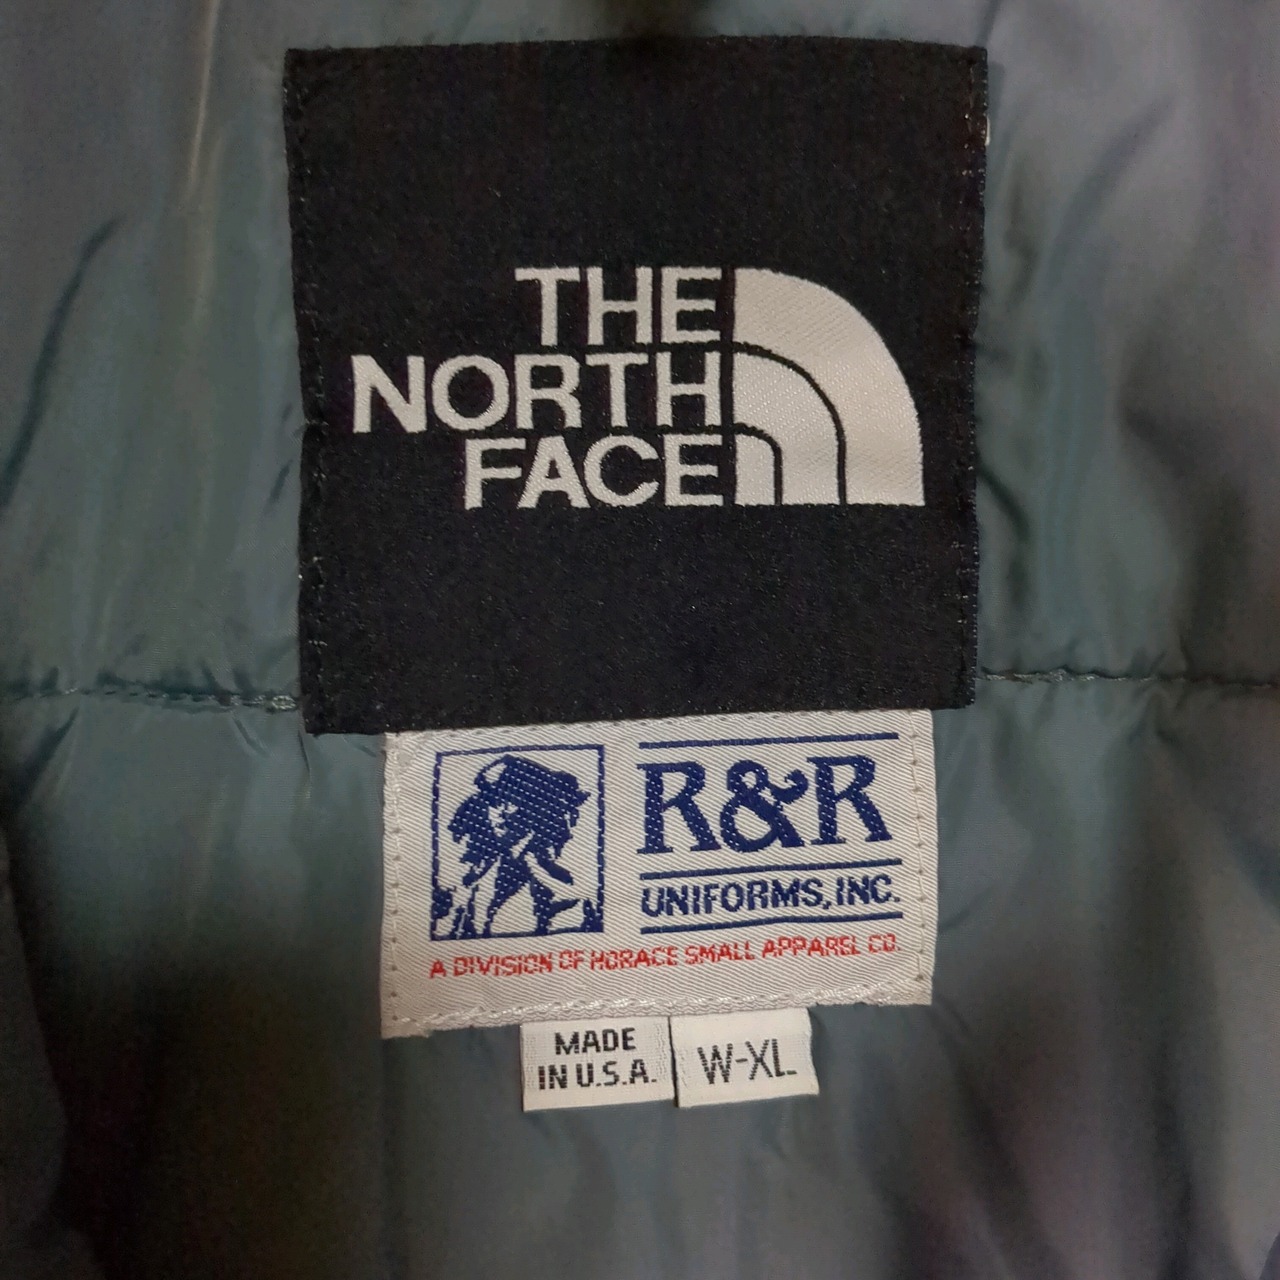 THE
NORTH
FACE
R&R
UNIFORMS, INC.
A DIVISION OF HORACE SMALL APPAREL CO.
MADE
IN U.S.A.
W-XL